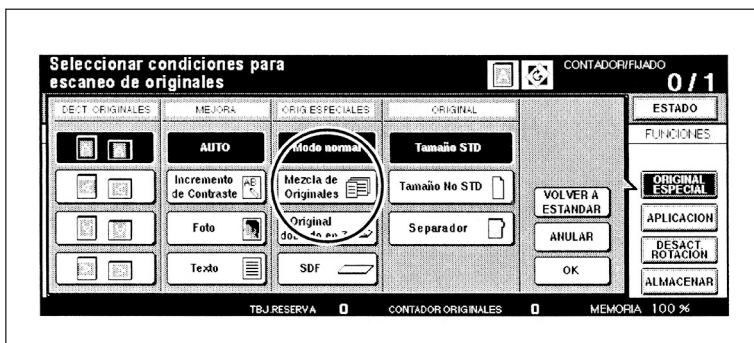 Seleccionar condiciones para
escaneo de originales
CONTADOR/FIJADO
0 / 1
DECT. ORIGINALES
MEJORA
ORIG.ESPECIALES
ORIGINAL
ESTADO
FUNCIONES
AUTO
Modo normal
Tamaño STD
Incremento
de Contraste
AB
Mezcla de
Originales
Tamaño No STD
VOLVER A
ESTANDAR
ORIGINAL
ESPECIAL
Foto
Original
en
Separador
ANULAR
APLICACION
DESACT.
ROTACION
Texto
SDF
OK
ALMACENAR
TBJ.RESERVA 0
CONTADOR ORIGINALES 0
MEMORIA 100 %